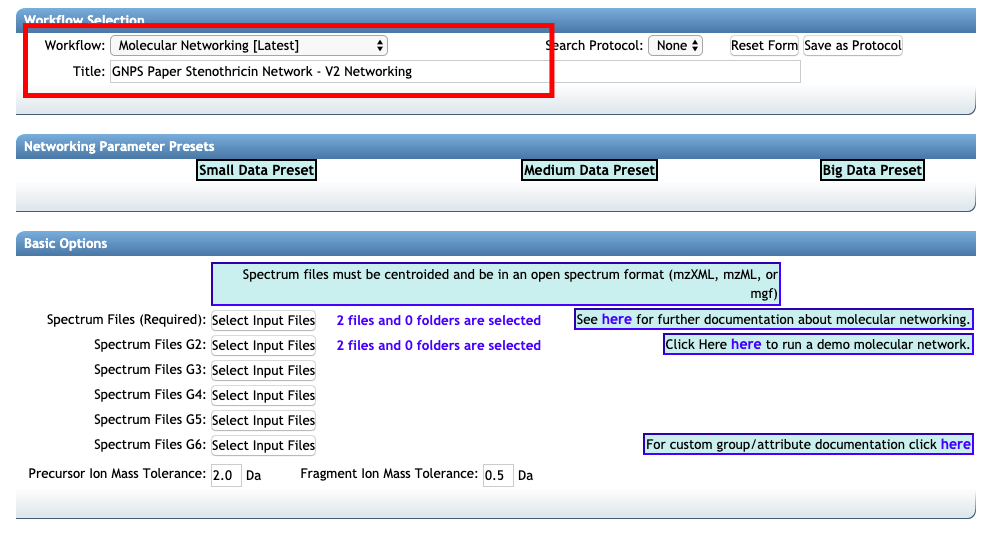 Workflow Selection
Workflow: Molecular Networking [Latest] Search Protocol: None Reset Form Save as Protocol
Title: GNPS Paper Stenothricin Network - V2 Networking
Networking Parameter Presets
Small Data Preset Medium Data Preset Big Data Preset
Basic Options
Spectrum files must be centroided and be in an open spectrum format (mzXML, mzML, or
mgf)
Spectrum Files (Required): Select Input Files 2 files and 0 folders are selected See here for further documentation about molecular networking.
Spectrum Files G2: Select Input Files 2 files and 0 folders are selected Click Here here to run a demo molecular network.
Spectrum Files G3: Select Input Files
Spectrum Files G4: Select Input Files
Spectrum Files G5: Select Input Files
Spectrum Files G6: Select Input Files For custom group/attribute documentation click here
Precursor Ion Mass Tolerance: 2.0 Da Fragment Ion Mass Tolerance: 0.5 Da